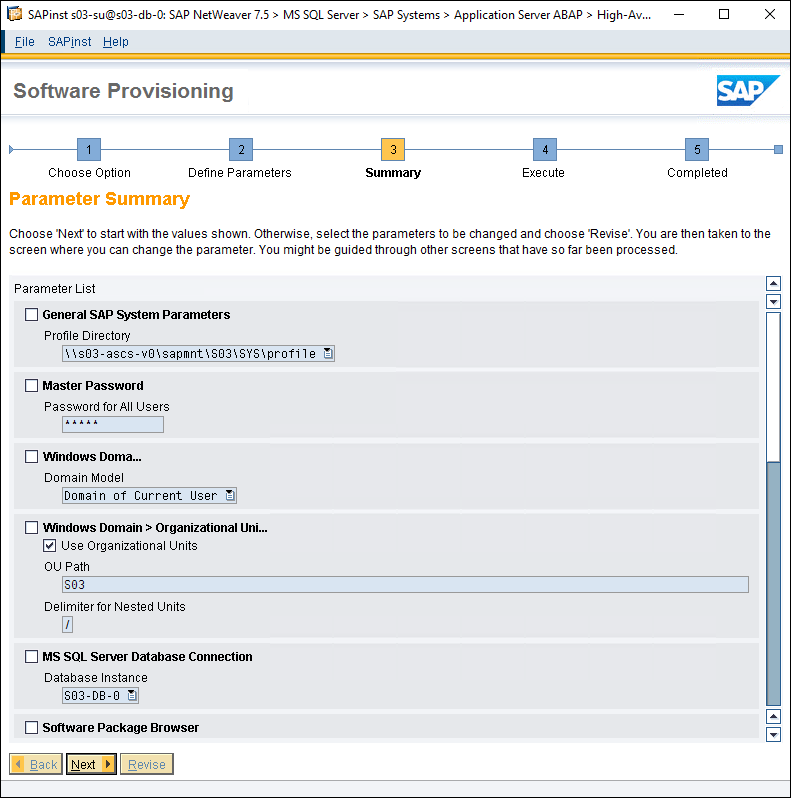 SAPinst s03-su@s03-db-0: SAP NetWeaver 7.5 > MS SQL Server > SAP Systems > Application Server ABAP > High-Av...
File SAPinst Help
Software Provisioning
SAP
1 2 3 4 5
Choose Option Define Parameters Summary Execute Completed
Parameter Summary
Choose 'Next' to start with the values shown. Otherwise, select the parameters to be changed and choose 'Revise'. You are then taken to the
screen where you can change the parameter. You might be guided through other screens that have so far been processed.
Parameter List
General SAP System Parameters
Profile Directory
\\s03-ascs-v0\sapmnt\S03\SYS\profile
Master Password
Password for All Users
*****
Windows Doma...
Domain Model
Domain of Current User
Windows Domain > Organizational Uni...
Use Organizational Units
OU Path
S03
Delimiter for Nested Units
/
MS SQL Server Database Connection
Database Instance
S03-DB-0
Software Package Browser
Back Next Revise